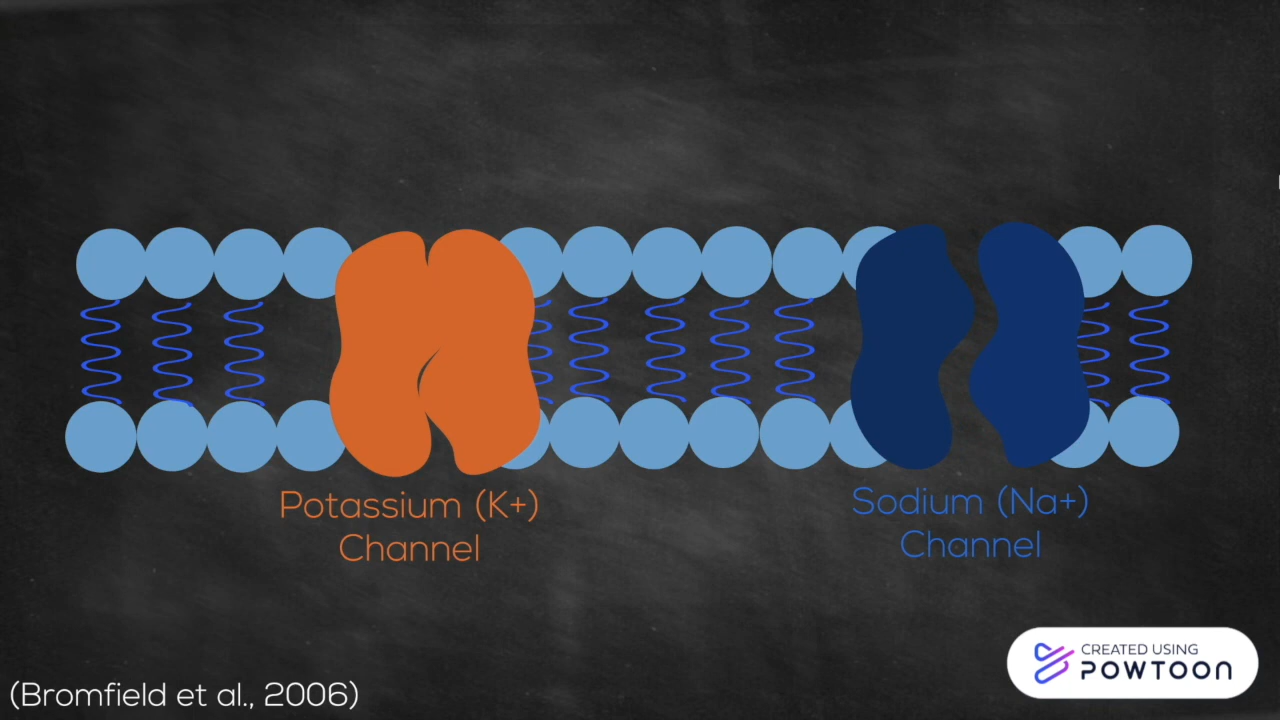 Potassium (K+)
Channel
Sodium (Na+)
Channel
CREATED USING
POWTOON
(Bromfield et al., 2006)